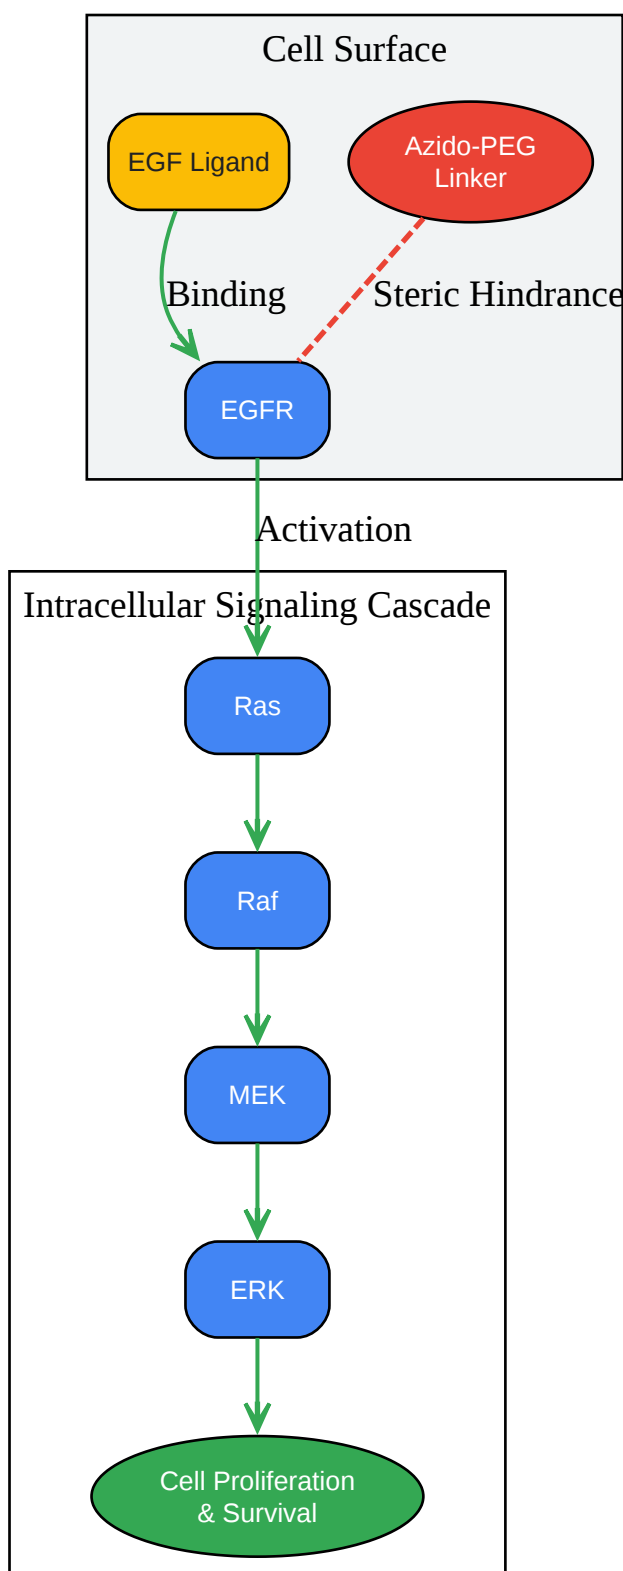 Cell Surface
EGF Ligand
Azido-PEG
Linker
Binding
Steric Hindrance
EGFR
Activation
Intracellular Signaling Cascade
Ras
Raf
MEK
ERK
Cell Proliferation
& Survival